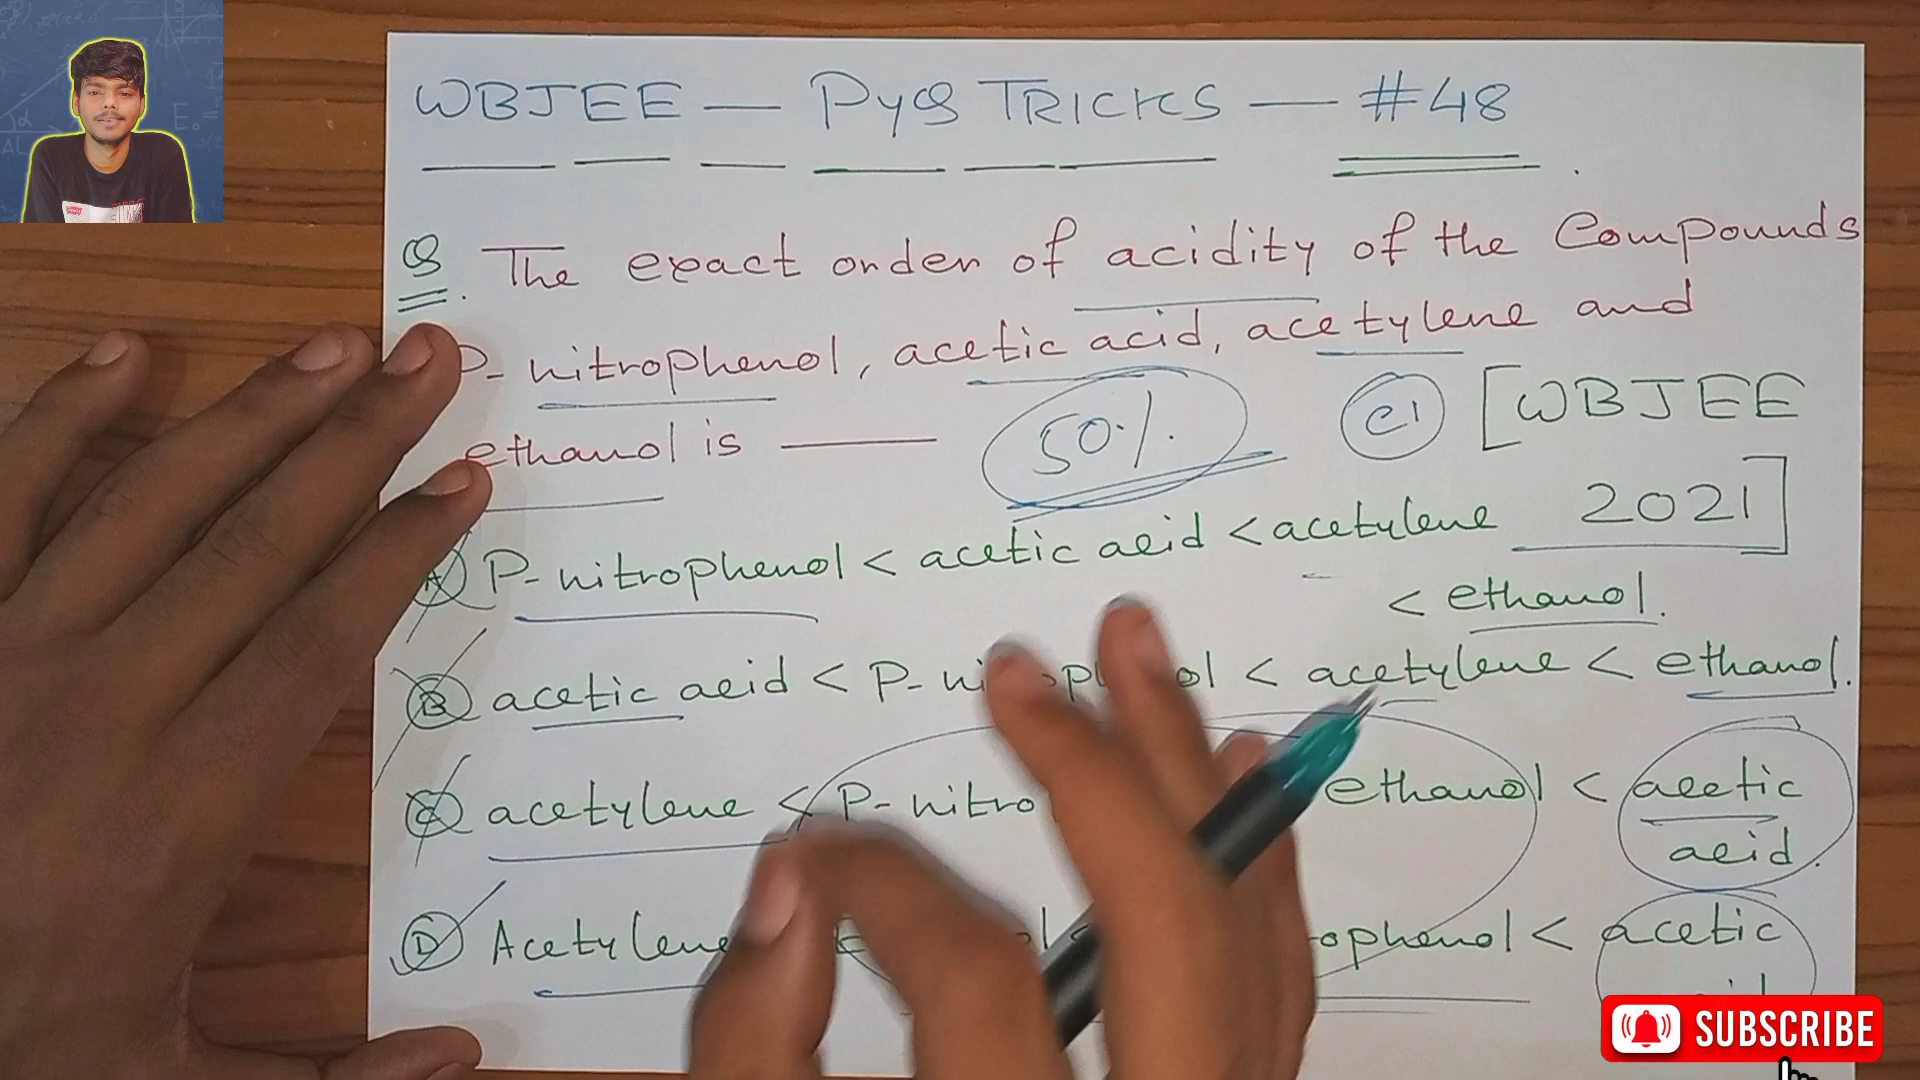 WBJEE — PYQ TRICKS — #48
Q. The exact order of acidity of the Compounds
P-nitrophenol, acetic acid, acetylene and
ethanol is ——
50%
e1
[WBJEE
2021]
A P-nitrophenol < acetic acid < acetylene
< ethanol.
B acetic acid < P-ni < acetylene < ethanol.
C acetylene < P-nitro ethanol < acetic
acid.
D Acetylene ophenol < acetic
SUBSCRIBE